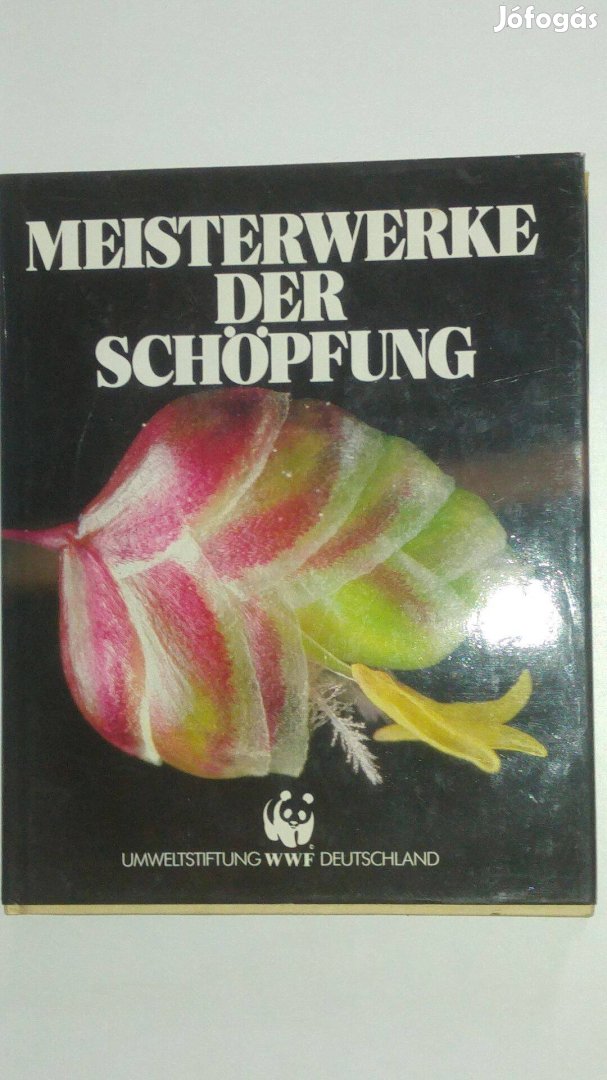 Jófogás
MEISTERWERKE
DER
SCHÖPFUNG
UMWELTSTIFTUNG WWF DEUTSCHLAND